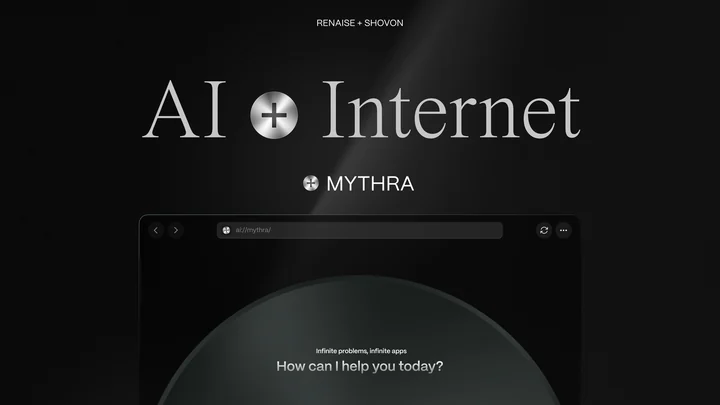 RENAISE + SHOVON
AI + Internet
MYTHRA
ai://mythra/
Infinite problems, infinite apps
How can I help you today?